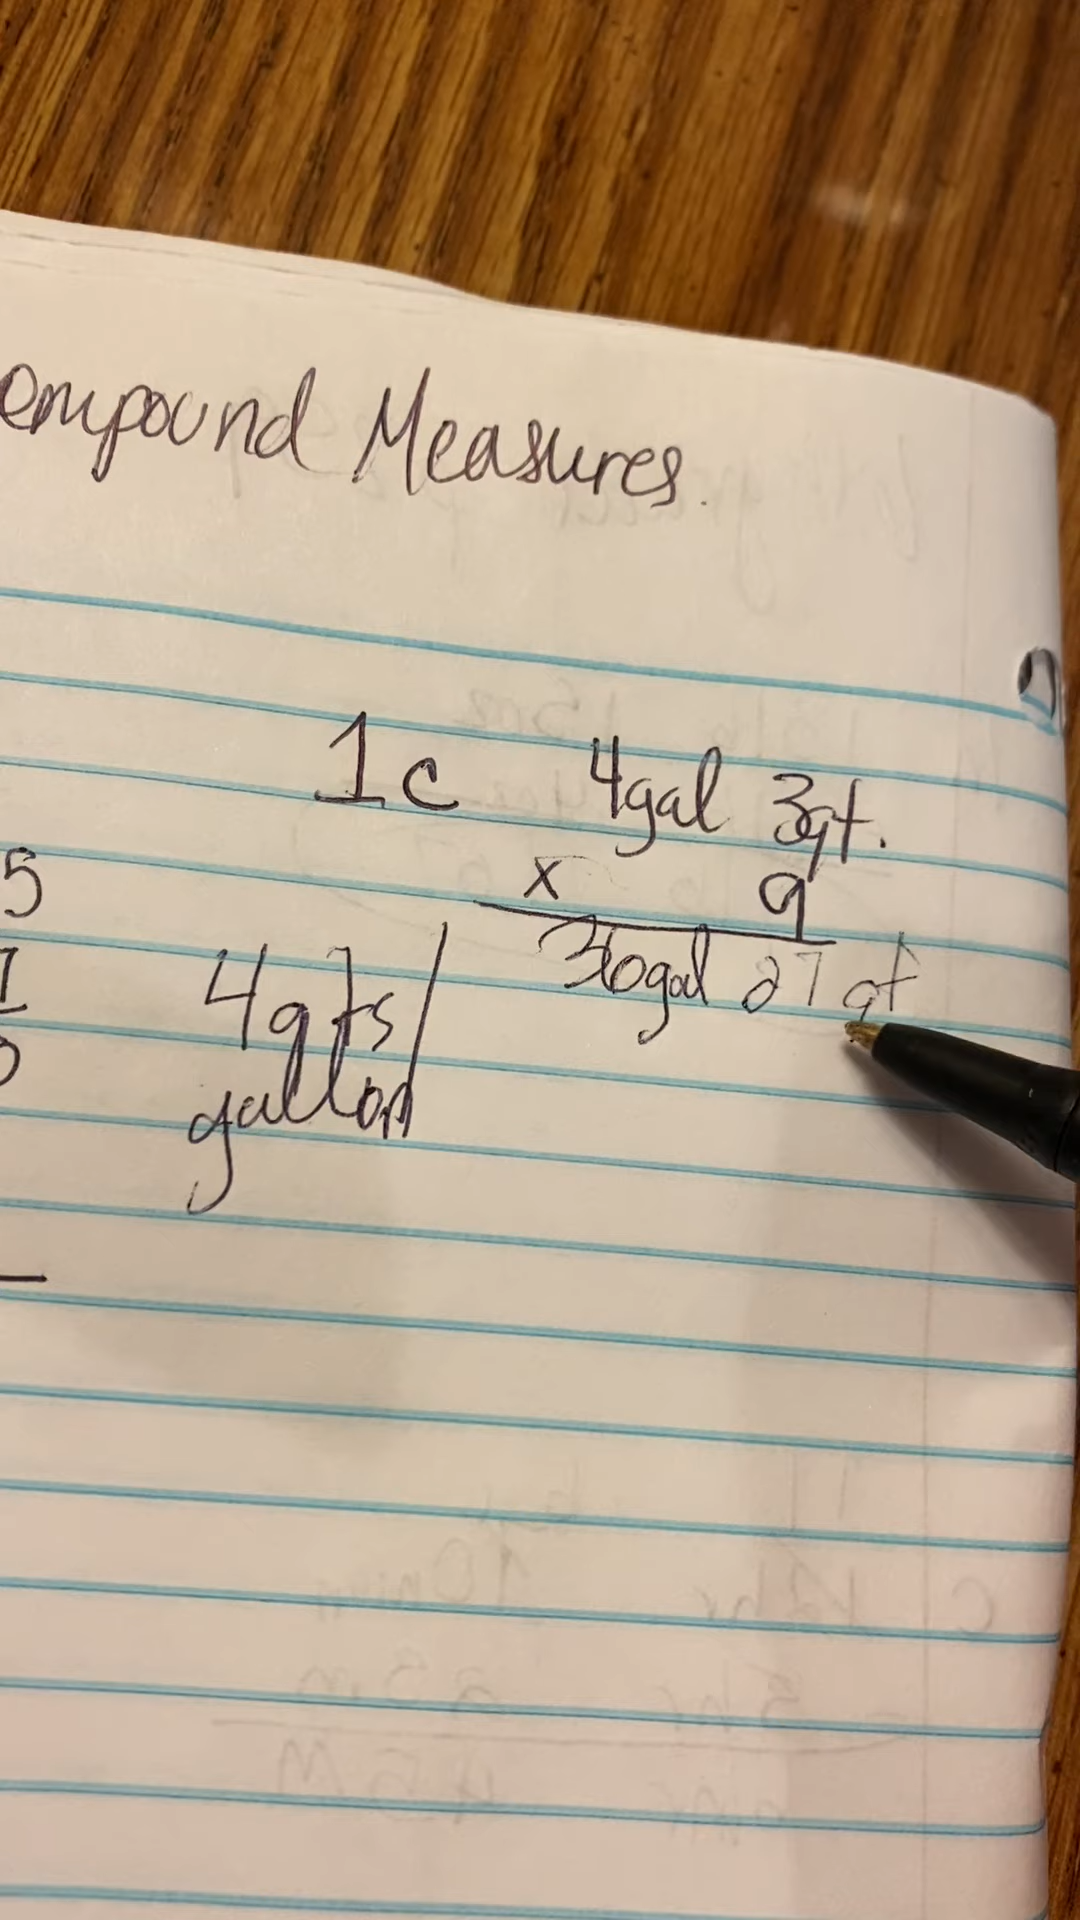 ompound Measures.
1c 4gal 3qt.
5
x 9
4qts/
36gal 27 qt
gallon